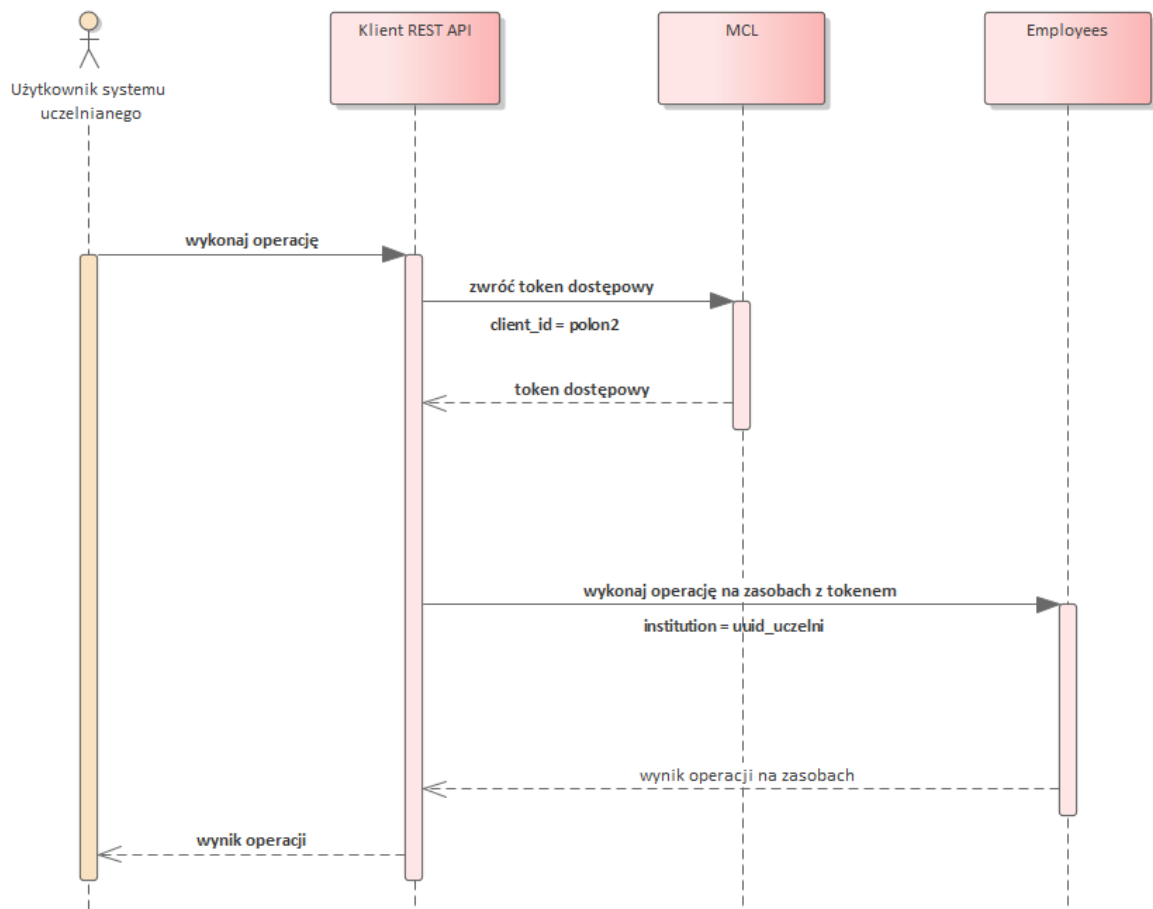 Klient REST API
MCL
Employees
Użytkownik systemu
uczelnianego
wykonaj operację
zwróć token dostępowy
client_id = polon2
token dostępowy
wykonaj operację na zasobach z tokenem
institution = uuid_uczelni
wynik operacji na zasobach
wynik operacji